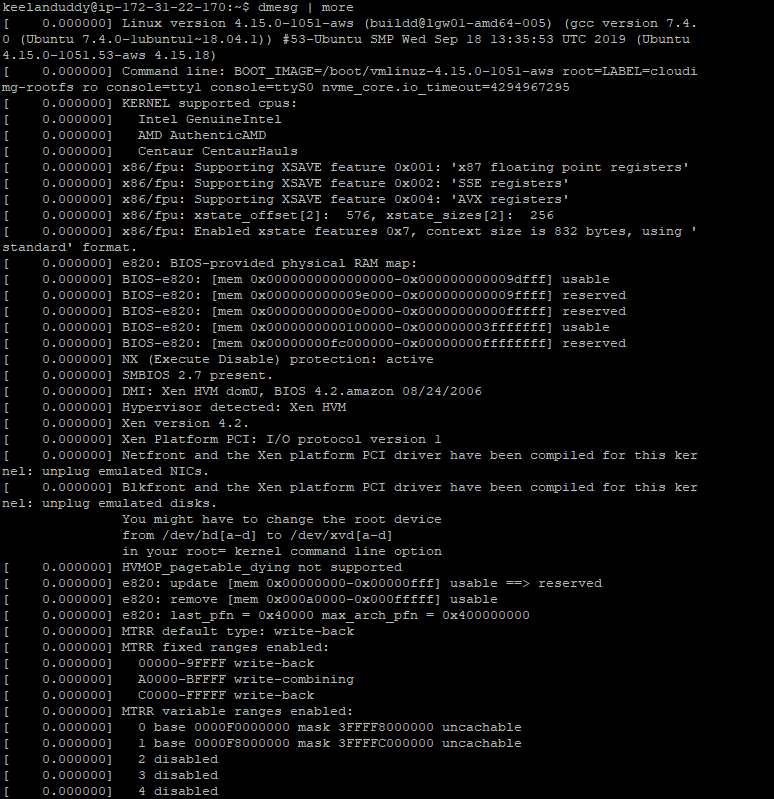 keelanduddy@ip-172-31-22-170:~$ dmesg | more
[    0.000000] Linux version 4.15.0-1051-aws (buildd@lgw01-amd64-005) (gcc version 7.4.
0 (Ubuntu 7.4.0-1ubuntu1~18.04.1)) #53-Ubuntu SMP Wed Sep 18 13:35:53 UTC 2019 (Ubuntu
4.15.0-1051.53-aws 4.15.18)
[    0.000000] Command line: BOOT_IMAGE=/boot/vmlinuz-4.15.0-1051-aws root=LABEL=cloudi
mg-rootfs ro console=tty1 console=ttyS0 nvme_core.io_timeout=4294967295
[    0.000000] KERNEL supported cpus:
[    0.000000]   Intel GenuineIntel
[    0.000000]   AMD AuthenticAMD
[    0.000000]   Centaur CentaurHauls
[    0.000000] x86/fpu: Supporting XSAVE feature 0x001: 'x87 floating point registers'
[    0.000000] x86/fpu: Supporting XSAVE feature 0x002: 'SSE registers'
[    0.000000] x86/fpu: Supporting XSAVE feature 0x004: 'AVX registers'
[    0.000000] x86/fpu: xstate_offset[2]:  576, xstate_sizes[2]:  256
[    0.000000] x86/fpu: Enabled xstate features 0x7, context size is 832 bytes, using '
standard' format.
[    0.000000] e820: BIOS-provided physical RAM map:
[    0.000000] BIOS-e820: [mem 0x0000000000000000-0x000000000009dfff] usable
[    0.000000] BIOS-e820: [mem 0x000000000009e000-0x000000000009ffff] reserved
[    0.000000] BIOS-e820: [mem 0x00000000000e0000-0x00000000000fffff] reserved
[    0.000000] BIOS-e820: [mem 0x0000000000100000-0x000000003fffffff] usable
[    0.000000] BIOS-e820: [mem 0x00000000fc000000-0x00000000ffffffff] reserved
[    0.000000] NX (Execute Disable) protection: active
[    0.000000] SMBIOS 2.7 present.
[    0.000000] DMI: Xen HVM domU, BIOS 4.2.amazon 08/24/2006
[    0.000000] Hypervisor detected: Xen HVM
[    0.000000] Xen version 4.2.
[    0.000000] Xen Platform PCI: I/O protocol version 1
[    0.000000] Netfront and the Xen platform PCI driver have been compiled for this ker
nel: unplug emulated NICs.
[    0.000000] Blkfront and the Xen platform PCI driver have been compiled for this ker
nel: unplug emulated disks.
               You might have to change the root device
               from /dev/hd[a-d] to /dev/xvd[a-d]
               in your root= kernel command line option
[    0.000000] HVMOP_pagetable_dying not supported
[    0.000000] e820: update [mem 0x00000000-0x00000fff] usable ==> reserved
[    0.000000] e820: remove [mem 0x000a0000-0x000fffff] usable
[    0.000000] e820: last_pfn = 0x40000 max_arch_pfn = 0x400000000
[    0.000000] MTRR default type: write-back
[    0.000000] MTRR fixed ranges enabled:
[    0.000000]   00000-9FFFF write-back
[    0.000000]   A0000-BFFFF write-combining
[    0.000000]   C0000-FFFFF write-back
[    0.000000] MTRR variable ranges enabled:
[    0.000000]   0 base 0000F0000000 mask 3FFFF8000000 uncachable
[    0.000000]   1 base 0000F8000000 mask 3FFFFC000000 uncachable
[    0.000000]   2 disabled
[    0.000000]   3 disabled
[    0.000000]   4 disabled